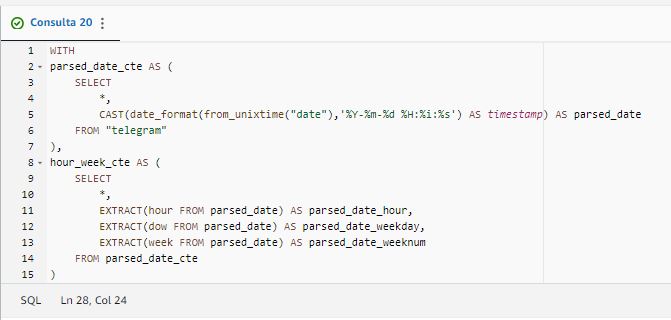 Consulta 20
1 WITH
2 parsed_date_cte AS (
3 SELECT
4 *,
5 CAST(date_format(from_unixtime("date"),'%Y-%m-%d %H:%i:%s') AS timestamp) AS parsed_date
6 FROM "telegram"
7 ),
8 hour_week_cte AS (
9 SELECT
10 *,
11 EXTRACT(hour FROM parsed_date) AS parsed_date_hour,
12 EXTRACT(dow FROM parsed_date) AS parsed_date_weekday,
13 EXTRACT(week FROM parsed_date) AS parsed_date_weeknum
14 FROM parsed_date_cte
15 )
SQL Ln 28, Col 24